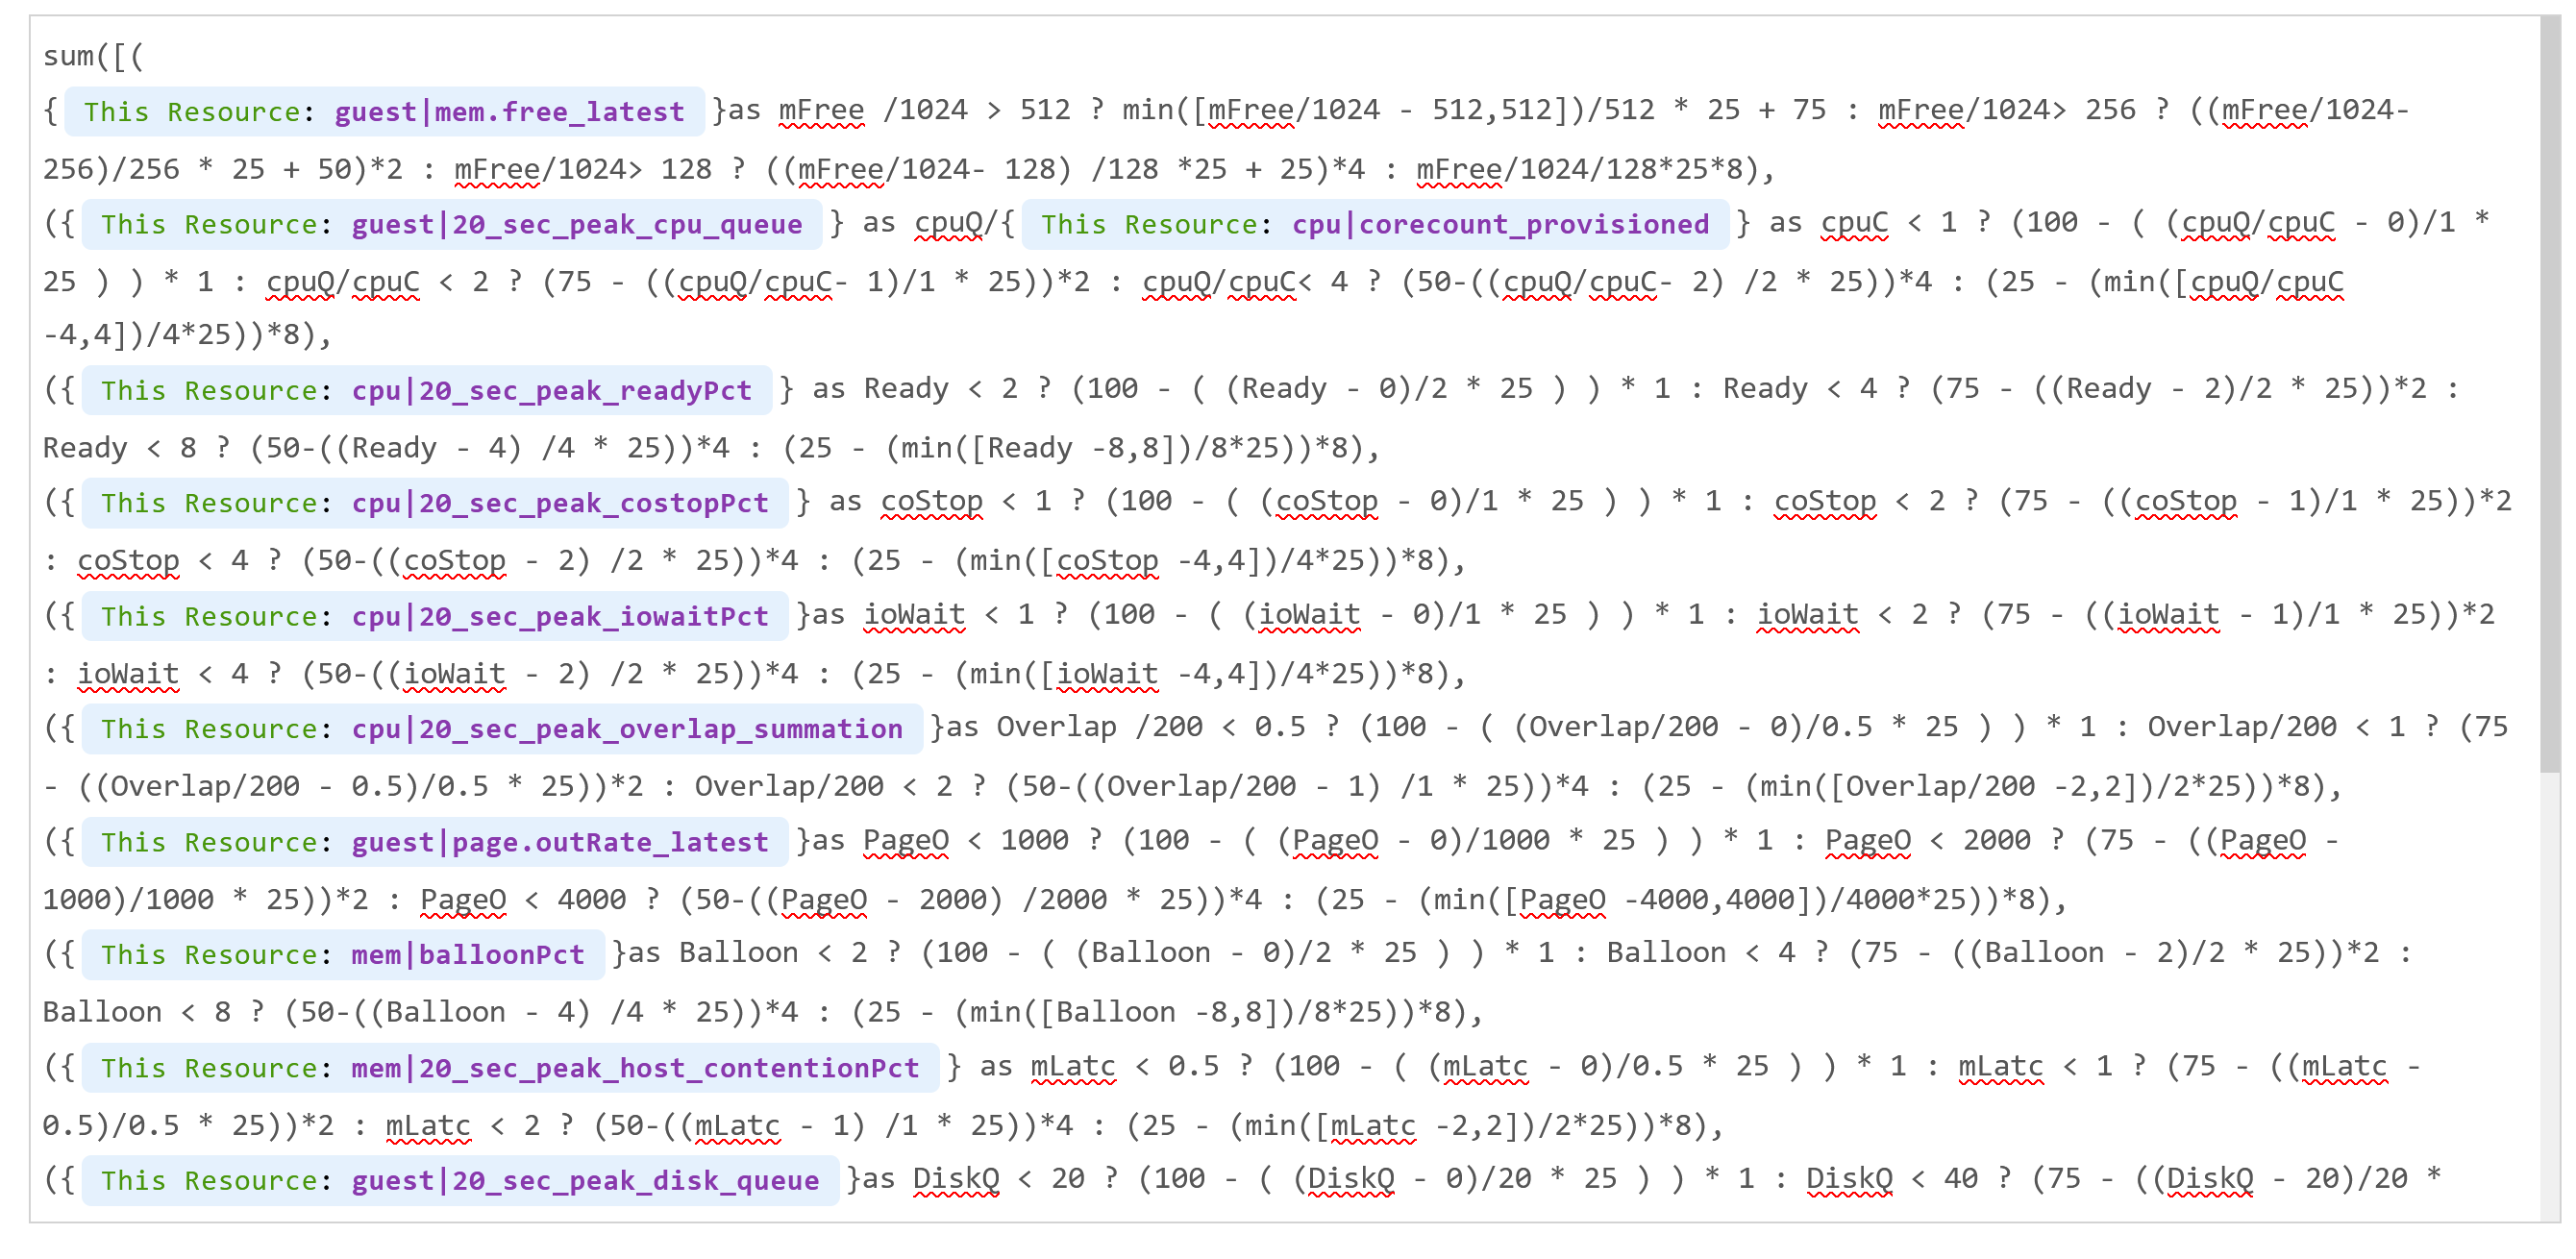 sum([(
{ This Resource: guest|mem.free_latest }as mFree /1024 > 512 ? min([mFree/1024 - 512,512])/512 * 25 + 75 : mFree/1024> 256 ? ((mFree/1024-
256)/256 * 25 + 50)*2 : mFree/1024> 128 ? ((mFree/1024- 128) /128 *25 + 25)*4 : mFree/1024/128*25*8),
({ This Resource: guest|20_sec_peak_cpu_queue } as cpuQ/{ This Resource: cpu|corecount_provisioned } as cpuC < 1 ? (100 - ( (cpuQ/cpuC - 0)/1 *
25 ) ) * 1 : cpuQ/cpuC < 2 ? (75 - ((cpuQ/cpuC- 1)/1 * 25))*2 : cpuQ/cpuC< 4 ? (50-((cpuQ/cpuC- 2) /2 * 25))*4 : (25 - (min([cpuQ/cpuC
-4,4])/4*25))*8),
({ This Resource: cpu|20_sec_peak_readyPct } as Ready < 2 ? (100 - ( (Ready - 0)/2 * 25 ) ) * 1 : Ready < 4 ? (75 - ((Ready - 2)/2 * 25))*2 :
Ready < 8 ? (50-((Ready - 4) /4 * 25))*4 : (25 - (min([Ready -8,8])/8*25))*8),
({ This Resource: cpu|20_sec_peak_costopPct } as coStop < 1 ? (100 - ( (coStop - 0)/1 * 25 ) ) * 1 : coStop < 2 ? (75 - ((coStop - 1)/1 * 25))*2
: coStop < 4 ? (50-((coStop - 2) /2 * 25))*4 : (25 - (min([coStop -4,4])/4*25))*8),
({ This Resource: cpu|20_sec_peak_iowaitPct }as ioWait < 1 ? (100 - ( (ioWait - 0)/1 * 25 ) ) * 1 : ioWait < 2 ? (75 - ((ioWait - 1)/1 * 25))*2
: ioWait < 4 ? (50-((ioWait - 2) /2 * 25))*4 : (25 - (min([ioWait -4,4])/4*25))*8),
({ This Resource: cpu|20_sec_peak_overlap_summation }as Overlap /200 < 0.5 ? (100 - ( (Overlap/200 - 0)/0.5 * 25 ) ) * 1 : Overlap/200 < 1 ? (75
- ((Overlap/200 - 0.5)/0.5 * 25))*2 : Overlap/200 < 2 ? (50-((Overlap/200 - 1) /1 * 25))*4 : (25 - (min([Overlap/200 -2,2])/2*25))*8),
({ This Resource: guest|page.outRate_latest }as PageO < 1000 ? (100 - ( (PageO - 0)/1000 * 25 ) ) * 1 : PageO < 2000 ? (75 - ((PageO -
1000)/1000 * 25))*2 : PageO < 4000 ? (50-((PageO - 2000) /2000 * 25))*4 : (25 - (min([PageO -4000,4000])/4000*25))*8),
({ This Resource: mem|balloonPct }as Balloon < 2 ? (100 - ( (Balloon - 0)/2 * 25 ) ) * 1 : Balloon < 4 ? (75 - ((Balloon - 2)/2 * 25))*2 :
Balloon < 8 ? (50-((Balloon - 4) /4 * 25))*4 : (25 - (min([Balloon -8,8])/8*25))*8),
({ This Resource: mem|20_sec_peak_host_contentionPct } as mLatc < 0.5 ? (100 - ( (mLatc - 0)/0.5 * 25 ) ) * 1 : mLatc < 1 ? (75 - ((mLatc -
0.5)/0.5 * 25))*2 : mLatc < 2 ? (50-((mLatc - 1) /1 * 25))*4 : (25 - (min([mLatc -2,2])/2*25))*8),
({ This Resource: guest|20_sec_peak_disk_queue }as DiskQ < 20 ? (100 - ( (DiskQ - 0)/20 * 25 ) ) * 1 : DiskQ < 40 ? (75 - ((DiskQ - 20)/20 *